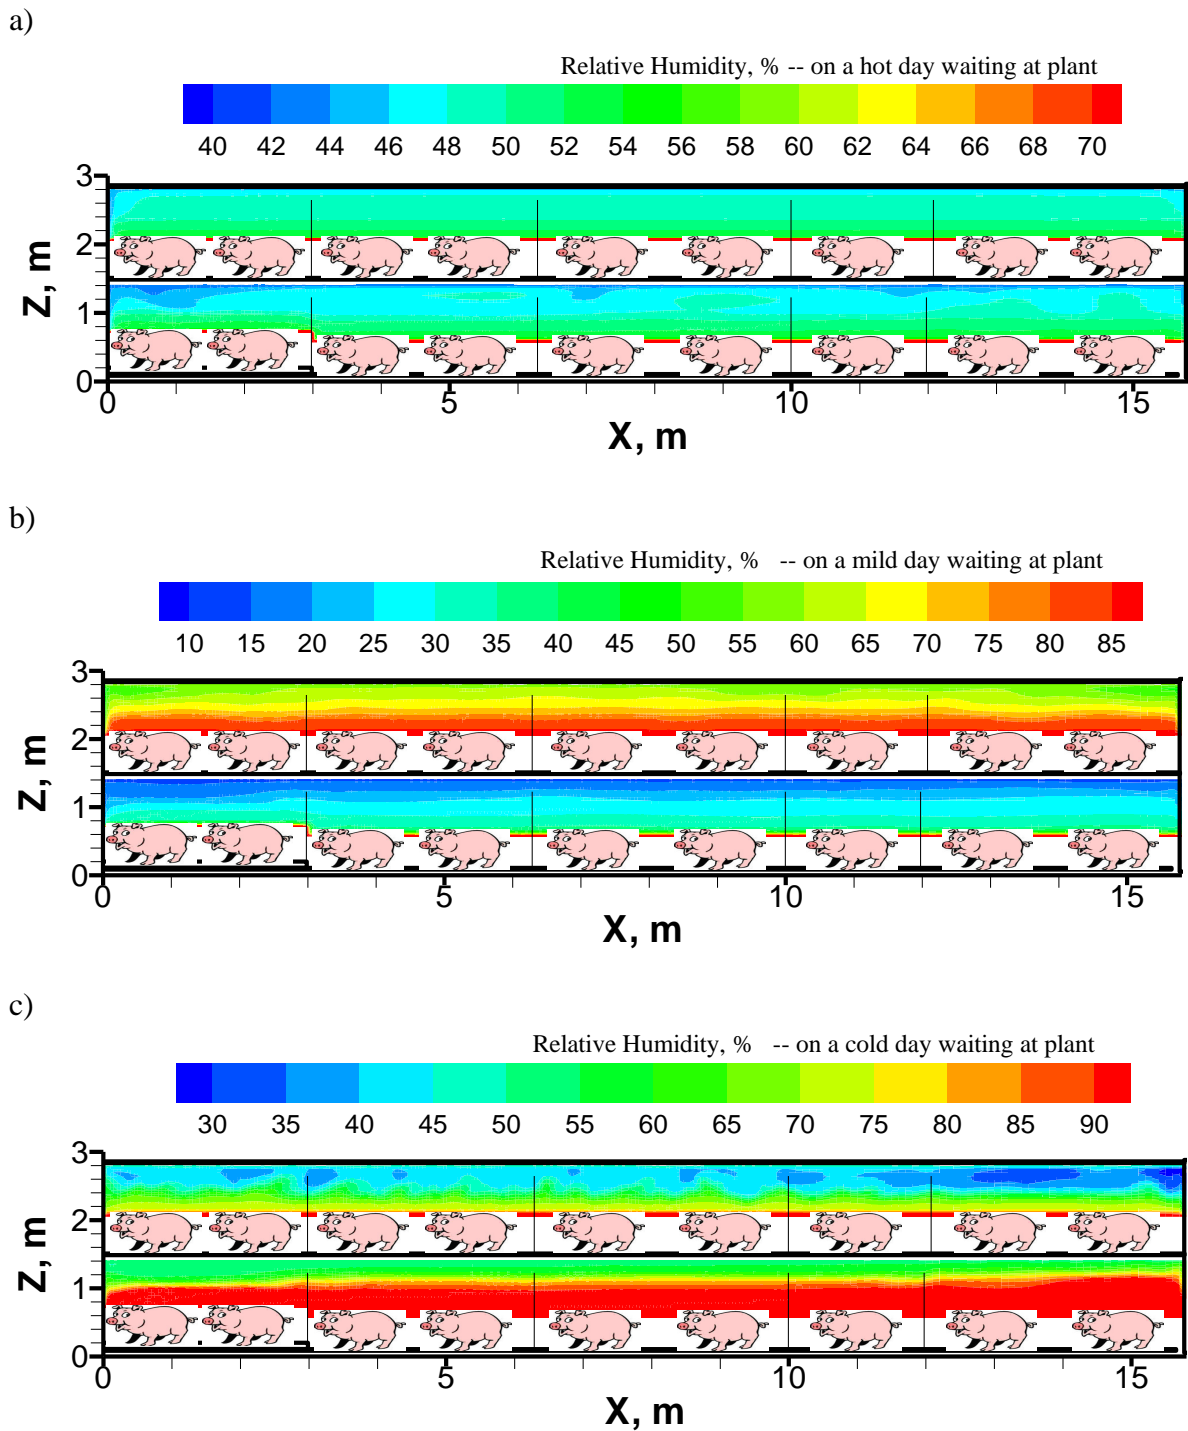 a)
Relative Humidity, % -- on a hot day waiting at plant
40 42 44 46 48 50 52 54 56 58 60 62 64 66 68 70
3
2
1
0
Z, m
0 5 10 15
X, m
b)
Relative Humidity, % -- on a mild day waiting at plant
10 15 20 25 30 35 40 45 50 55 60 65 70 75 80 85
3
2
1
0
Z, m
0 5 10 15
X, m
c)
Relative Humidity, % -- on a cold day waiting at plant
30 35 40 45 50 55 60 65 70 75 80 85 90
3
2
1
0
Z, m
0 5 10 15
X, m